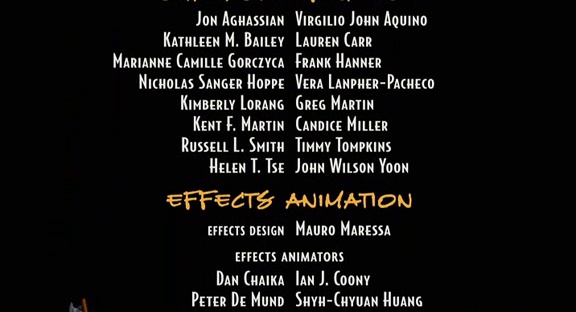 Jon Aghassian Virgilio John Aquino
Kathleen M. Bailey Lauren Carr
Marianne Camille Gorczyca Frank Hanner
Nicholas Sanger Hoppe Vera Lanpher-Pacheco
Kimberly Lorang Greg Martin
Kent F. Martin Candice Miller
Russell L. Smith Timmy Tompkins
Helen T. Tse John Wilson Yoon
EFFECTS ANIMATION
EFFECTS DESIGN Mauro Maressa
EFFECTS ANIMATORS
Dan Chaika Ian J. Coony
Peter De Mund Shyh-Chyuan Huang